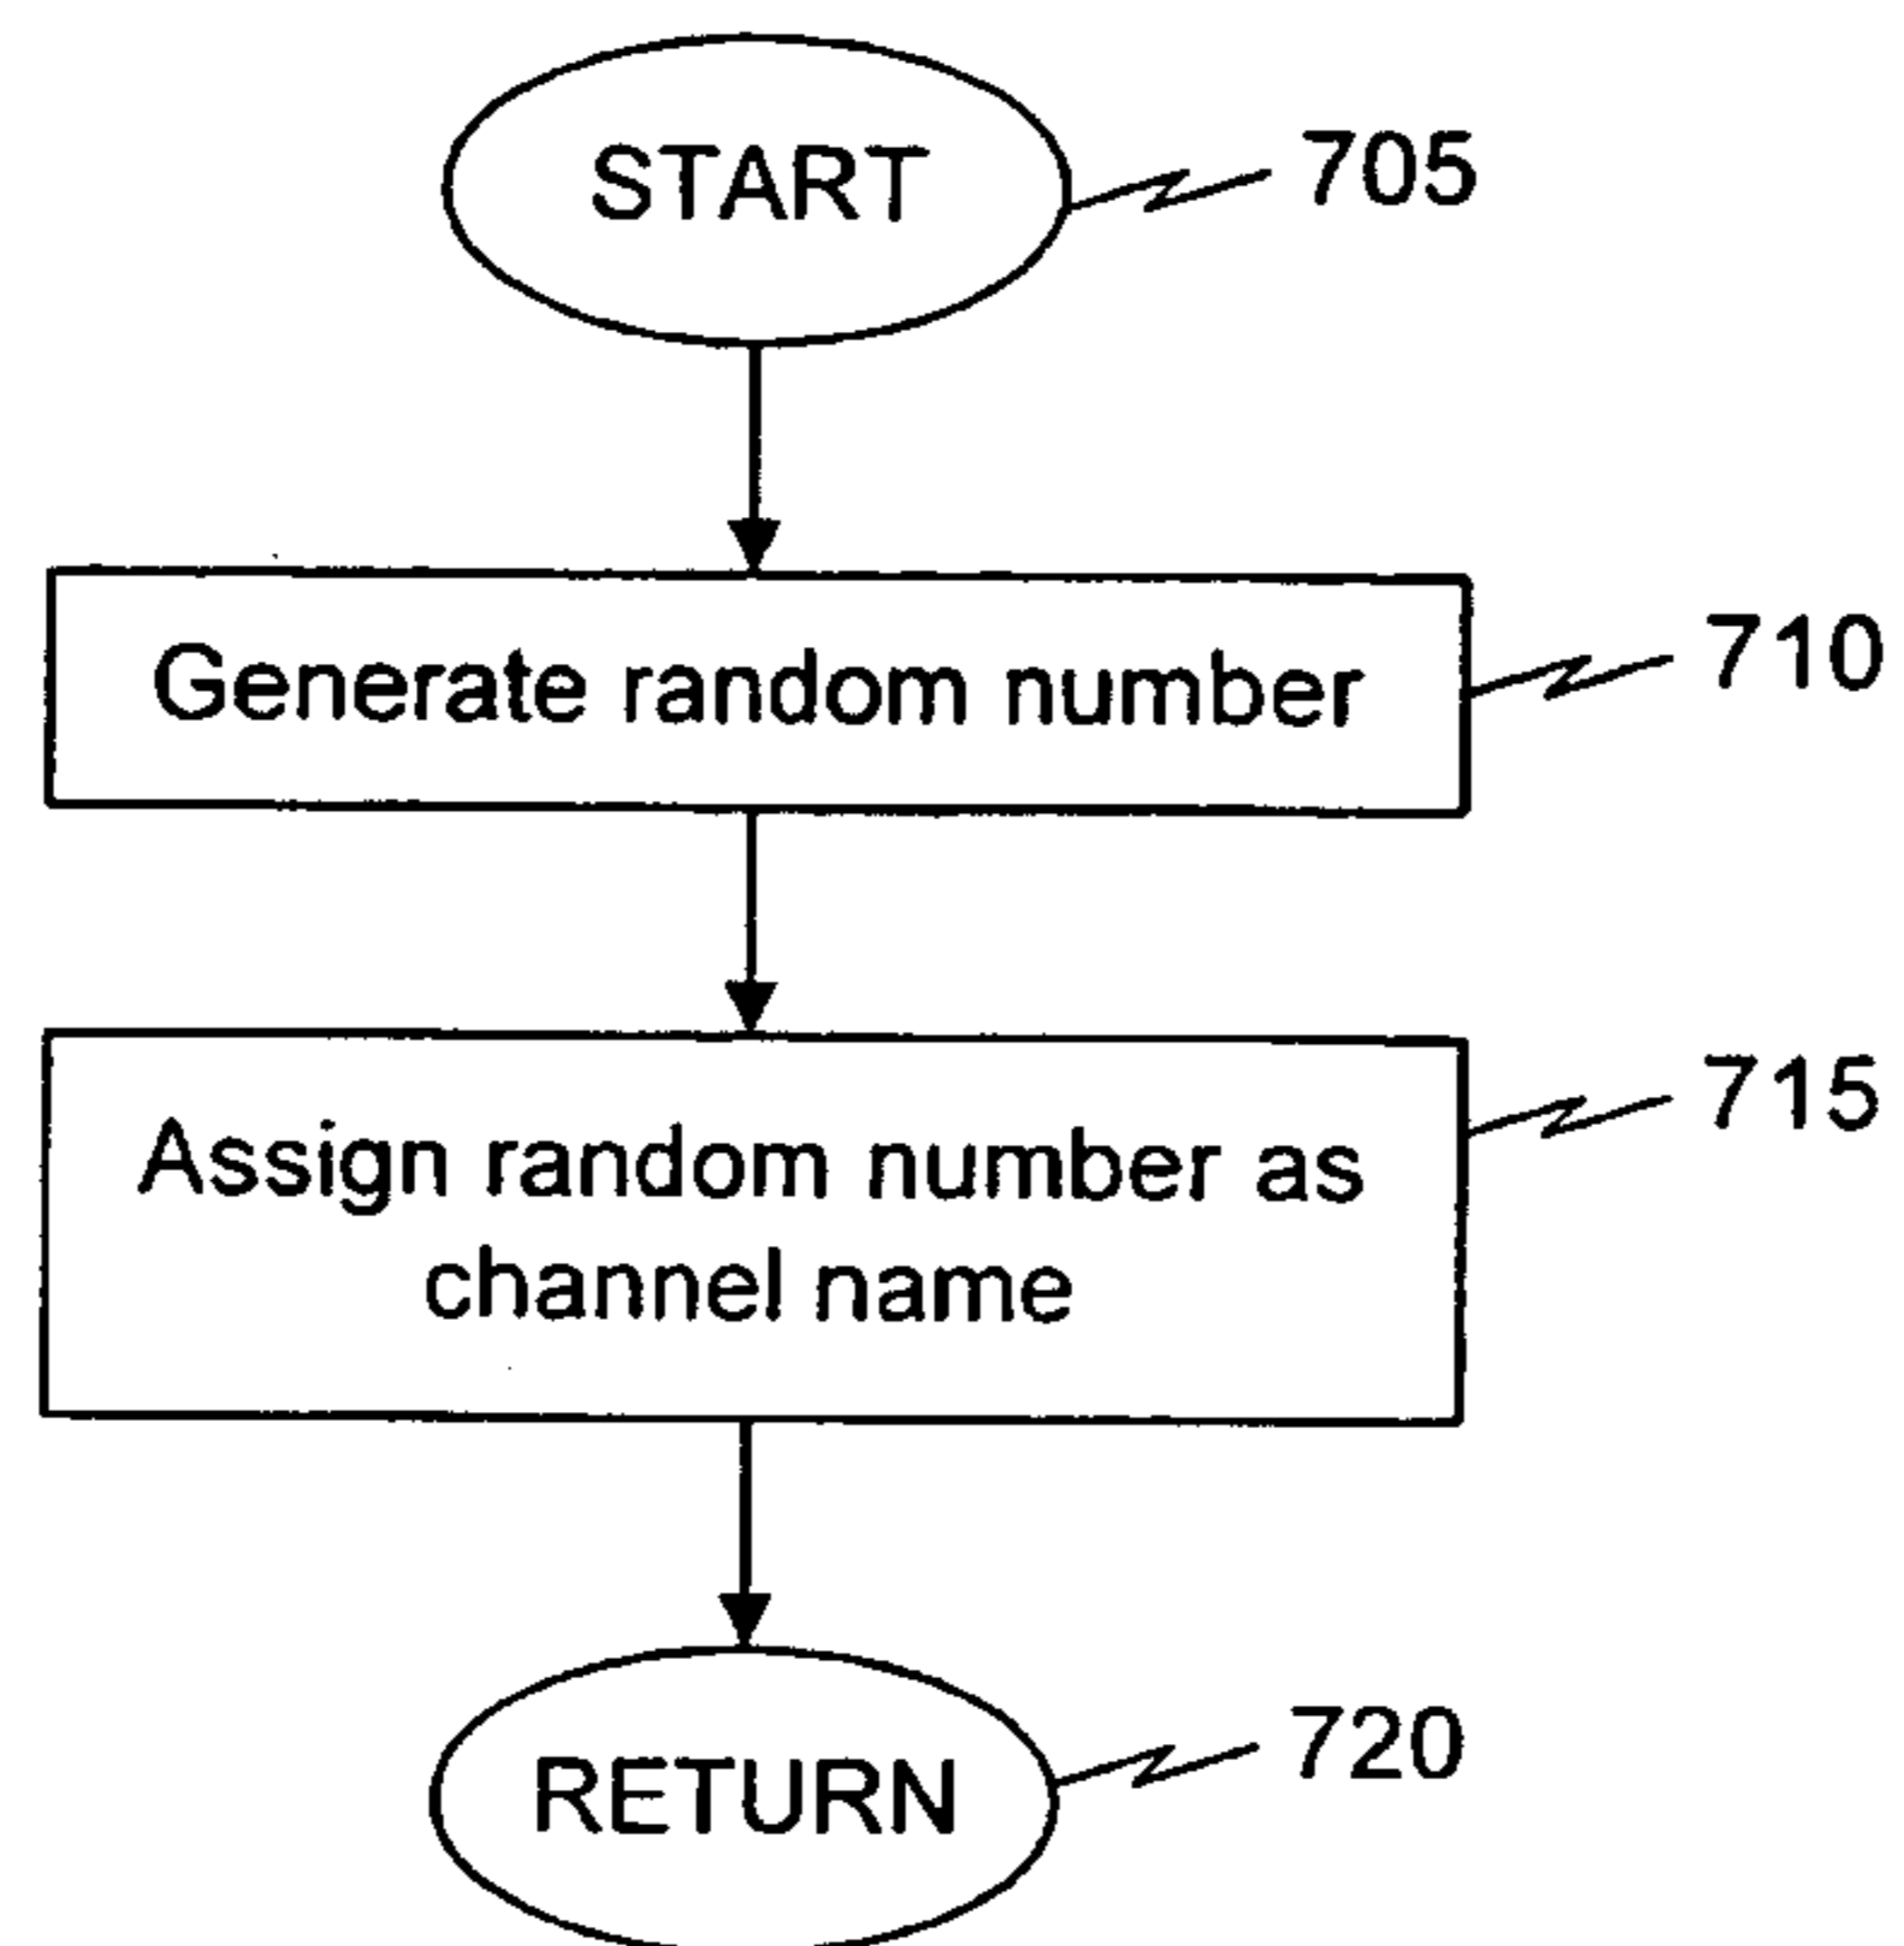 START
705
Generate random number
710
Assign random number as
channel name
715
RETURN
720